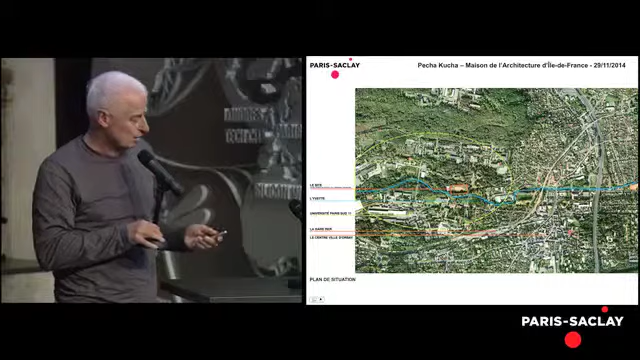 PARIS-SACLAY
Pecha Kucha – Maison de l'Architecture d'Île-de-France - 29/11/2014
LE SITE
L'YVETTE
UNIVERSITÉ PARIS SUD 11
LA GARE RER
LE CENTRE VILLE D'ORSAY
PLAN DE SITUATION
PARIS-SACLAY